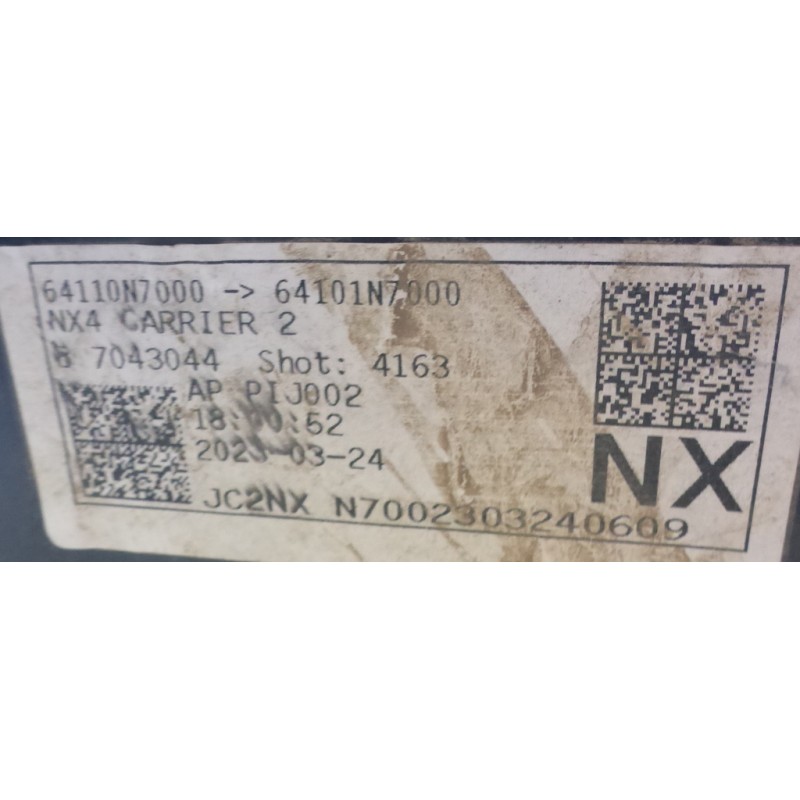 64110N7000 -> 64101N7000
NX4 CARRIER 2
7043044 Shot: 4163
AP PIJ002
2023-03-24
NX
JC2NX N7002303240609